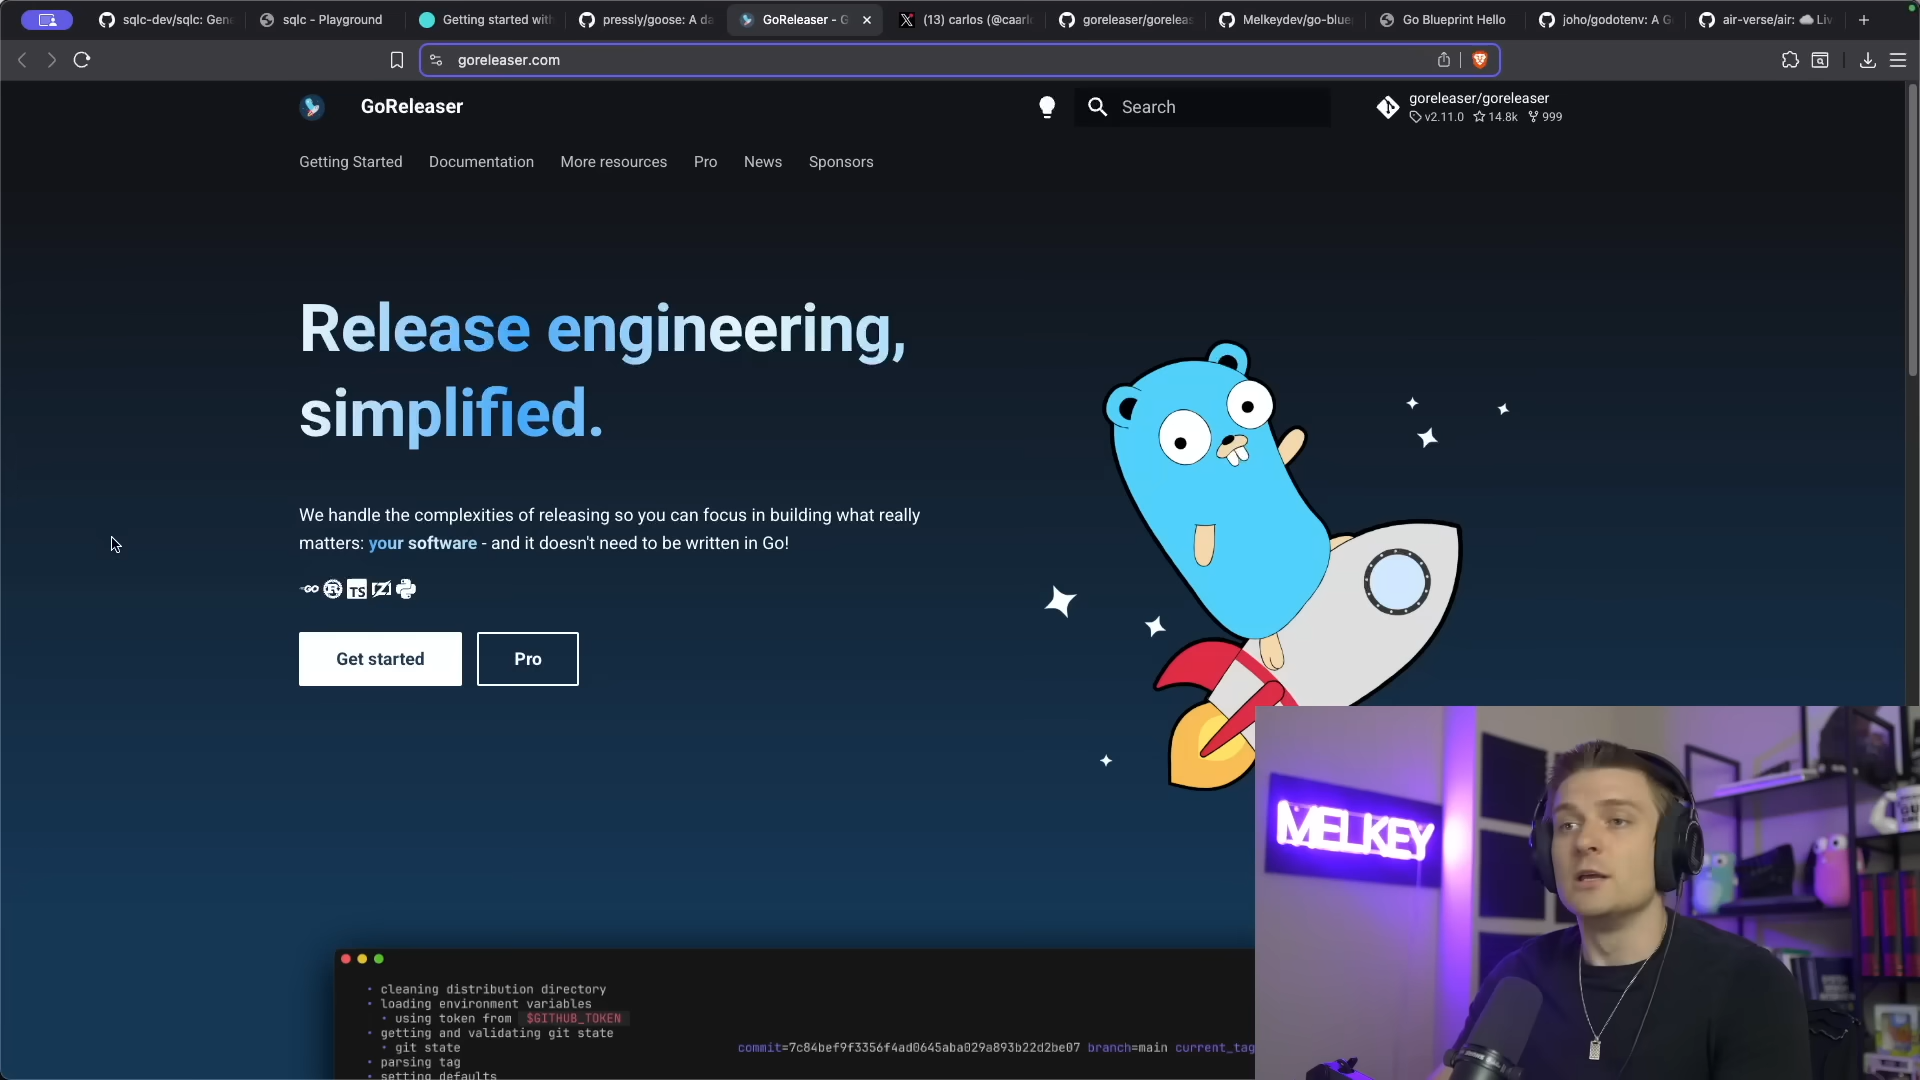 sqlc-dev/sqlc: Gene
sqlc - Playground
Getting started with
pressly/goose: A da
GoReleaser - G
(13) carlos (@caarl
goreleaser/goreleas
Melkeydev/go-blue
Go Blueprint Hello
joho/godotenv: A G
air-verse/air: Liv
goreleaser.com
GoReleaser
Search
goreleaser/goreleaser
v2.11.0 14.8k 999
Getting Started Documentation More resources Pro News Sponsors
Release engineering,
simplified.
We handle the complexities of releasing so you can focus in building what really
matters: your software - and it doesn't need to be written in Go!
GO R TS Z
Get started Pro
MELKEY
• cleaning distribution directory
• loading environment variables
• using token from $GITHUB_TOKEN
• getting and validating git state
• git state commit=7c84bef9f3356f4ad0645aba029a893b22d2be07 branch=main current_tag
• parsing tag
• setting defaults